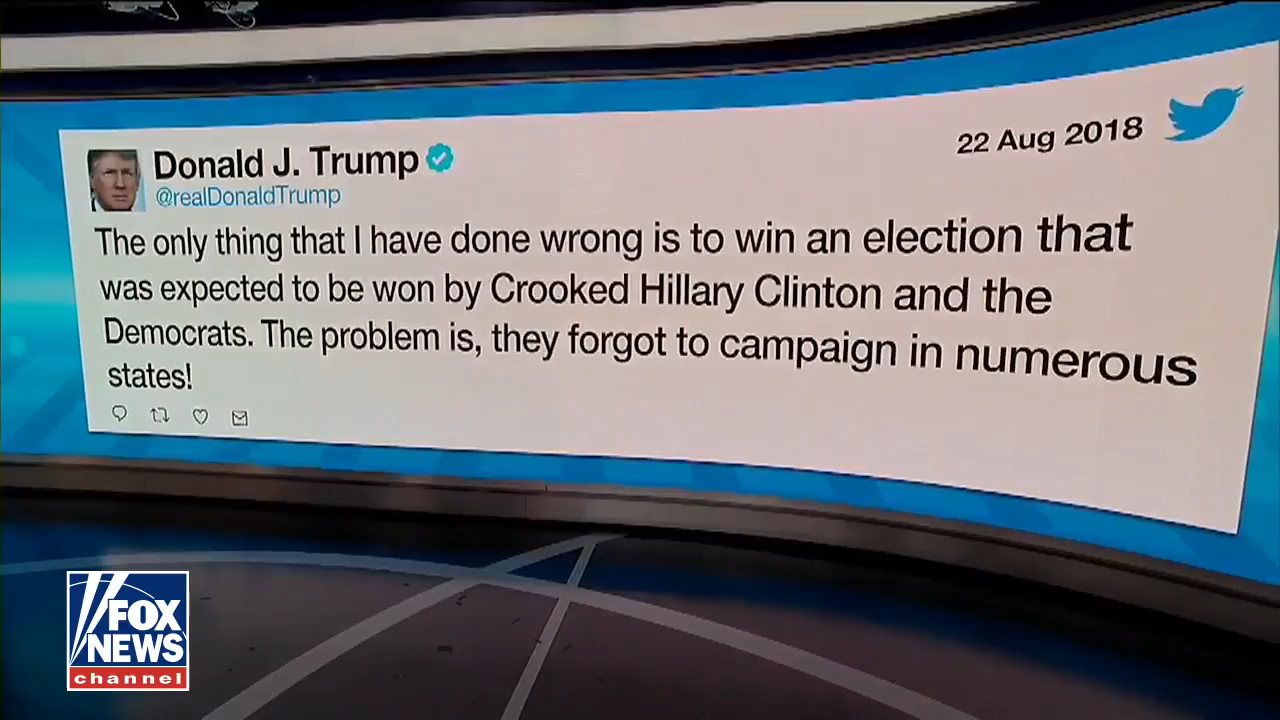 Donald J. Trump
22 Aug 2018
@realDonaldTrump
The only thing that I have done wrong is to win an election that
was expected to be won by Crooked Hillary Clinton and the
Democrats. The problem is, they forgot to campaign in numerous
states!
FOX
NEWS
channel